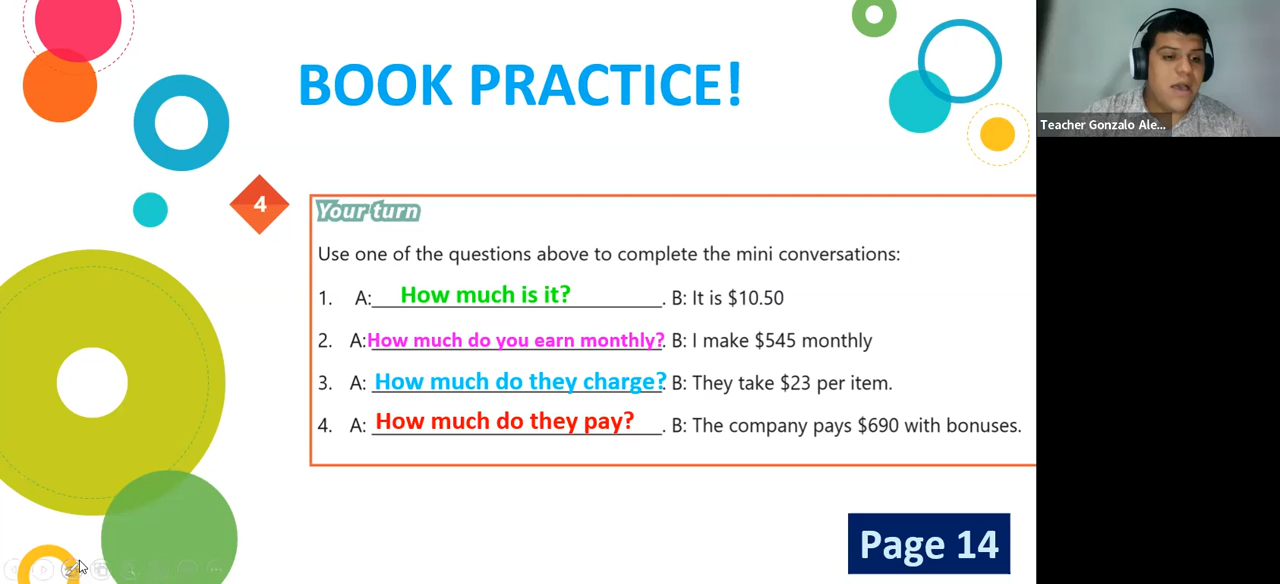 BOOK PRACTICE!
Teacher Gonzalo Ale...
4
Your turn
Use one of the questions above to complete the mini conversations:
1. A: How much is it? . B: It is $10.50
2. A: How much do you earn monthly? . B: I make $545 monthly
3. A: How much do they charge? . B: They take $23 per item.
4. A: How much do they pay? . B: The company pays $690 with bonuses.
Page 14